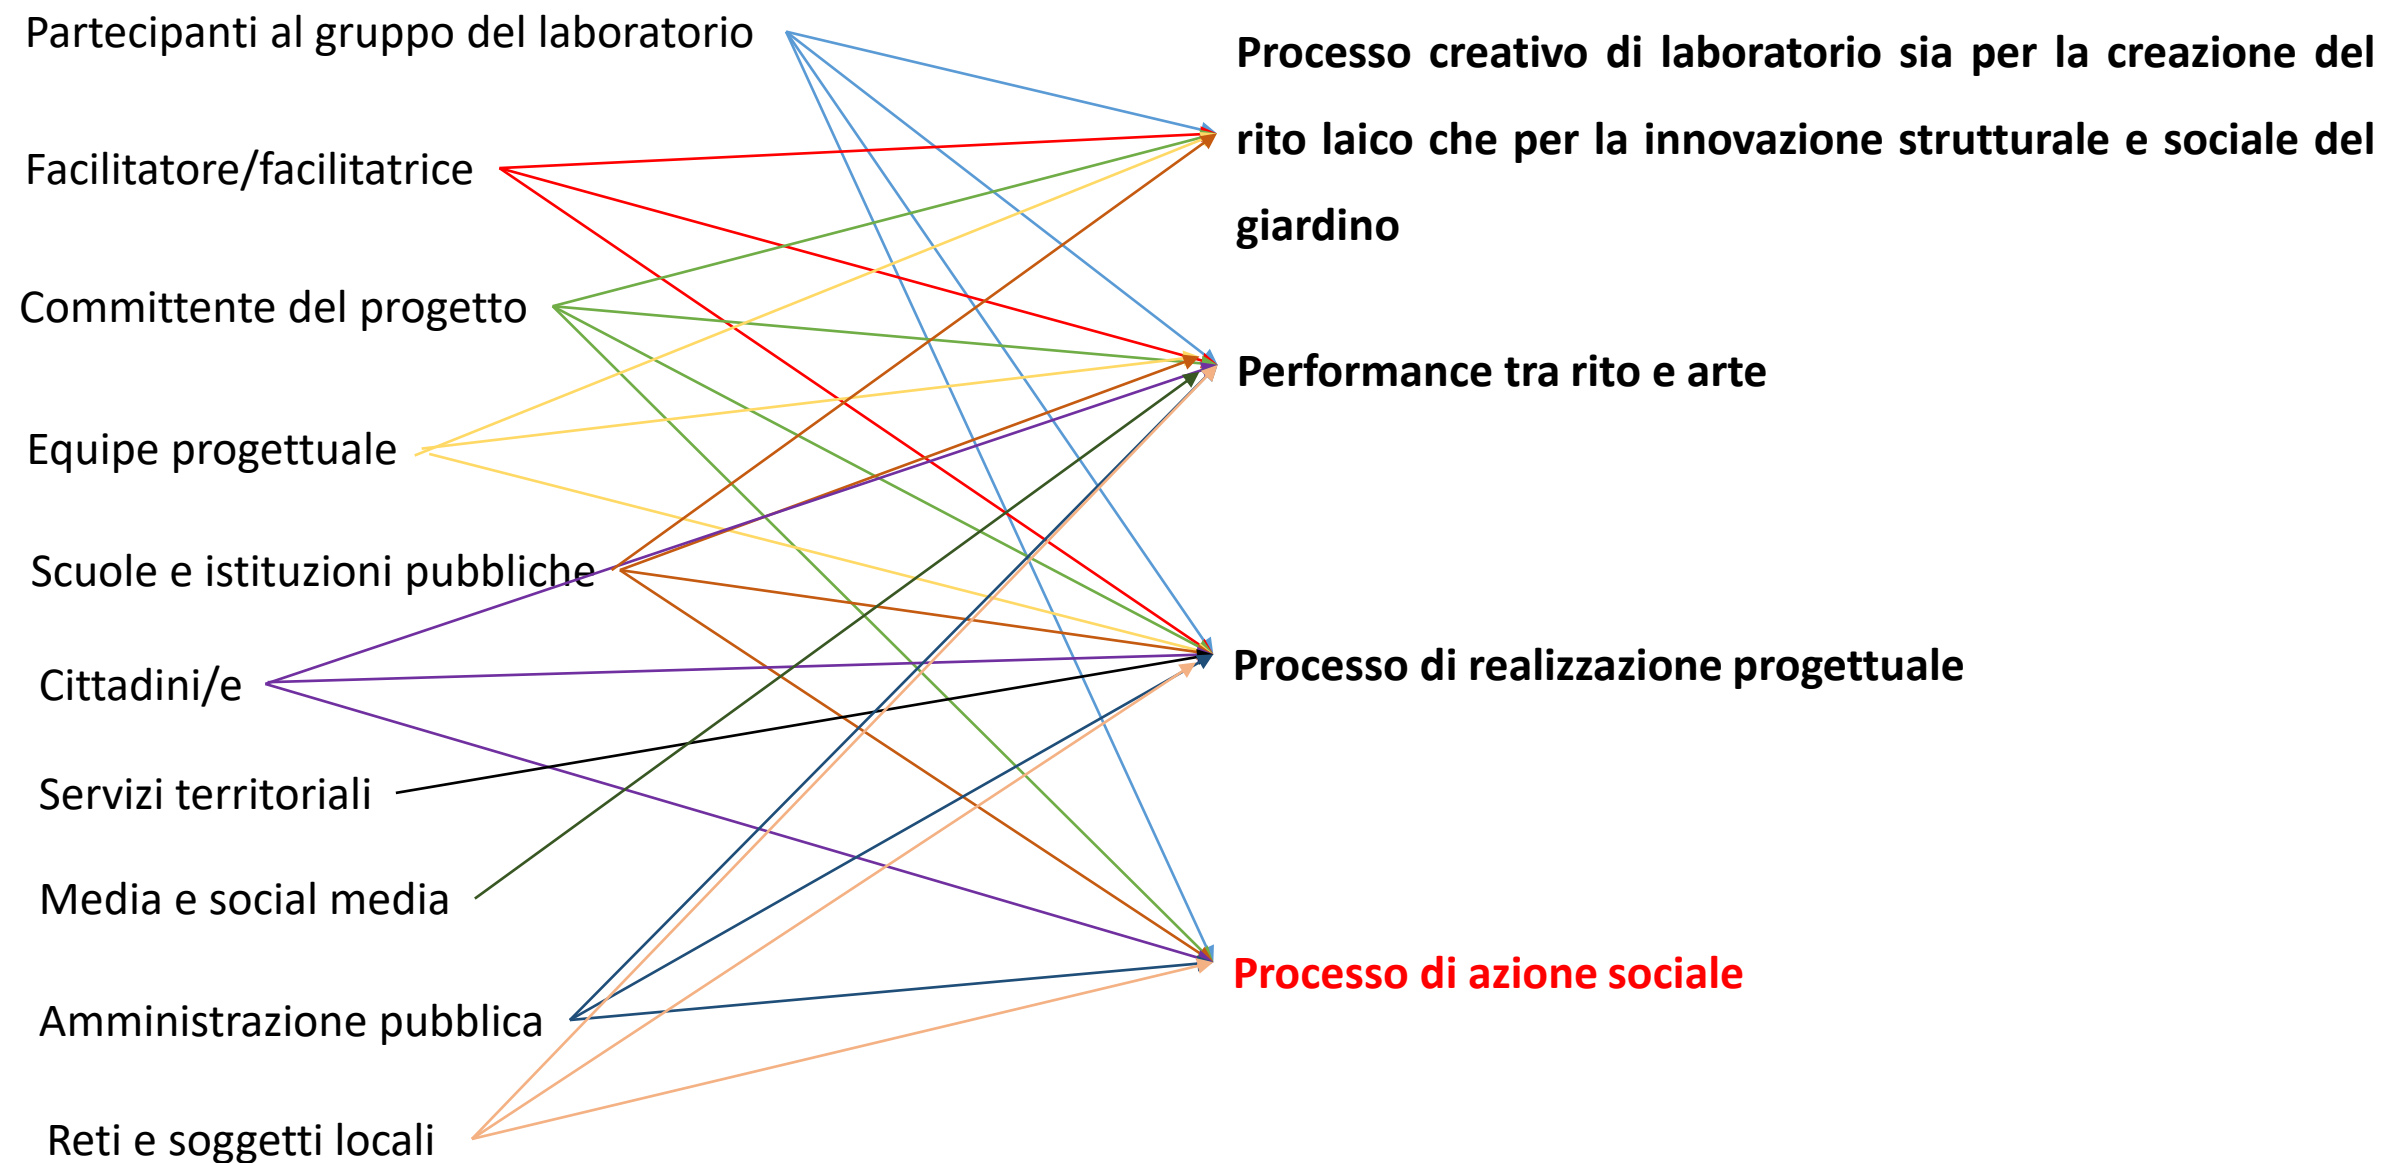 Partecipanti al gruppo del laboratorio
Facilitatore/facilitatrice
Committente del progetto
Equipe progettuale
Scuole e istituzioni pubbliche
Cittadini/e
Servizi territoriali
Media e social media
Amministrazione pubblica
Reti e soggetti locali
Processo creativo di laboratorio sia per la creazione del
rito laico che per la innovazione strutturale e sociale del
giardino
Performance tra rito e arte
Processo di realizzazione progettuale
Processo di azione sociale